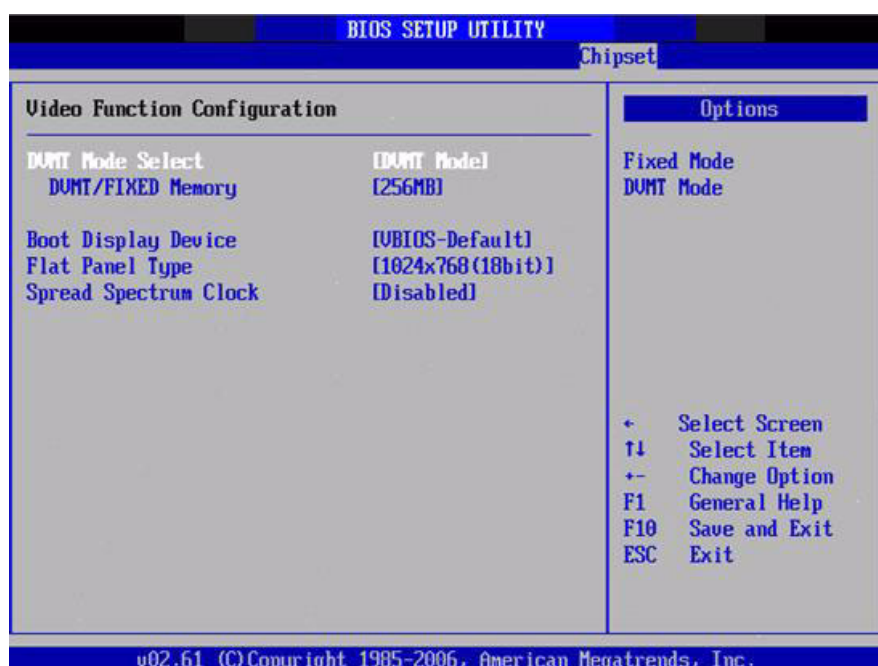 BIOS SETUP UTILITY
Chipset
Video Function Configuration
DVMT Mode Select [DVMT Mode]
DVMT/FIXED Memory [256MB]
Boot Display Device [VBIOS-Default]
Flat Panel Type [1024x768(18bit)]
Spread Spectrum Clock [Disabled]
Options
Fixed Mode
DVMT Mode
← Select Screen
↑↓ Select Item
+- Change Option
F1 General Help
F10 Save and Exit
ESC Exit
v02.61 (C)Copyright 1985-2006, American Megatrends, Inc.